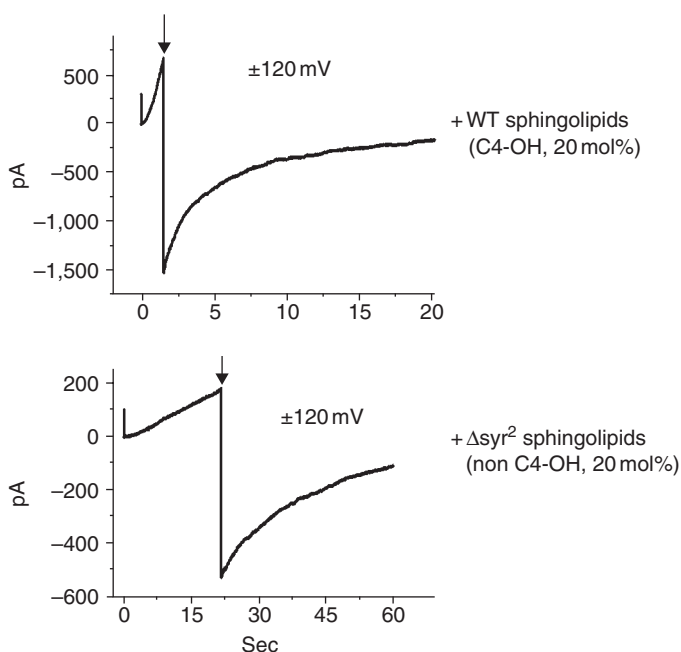 ±120 mV
500
0
−500
−1,000
−1,500
pA
0 5 10 15 20
+ WT sphingolipids
(C4-OH, 20 mol%)
±120 mV
200
0
−200
−400
−600
pA
0 15 30 45 60
Sec
+ Δsyr² sphingolipids
(non C4-OH, 20 mol%)